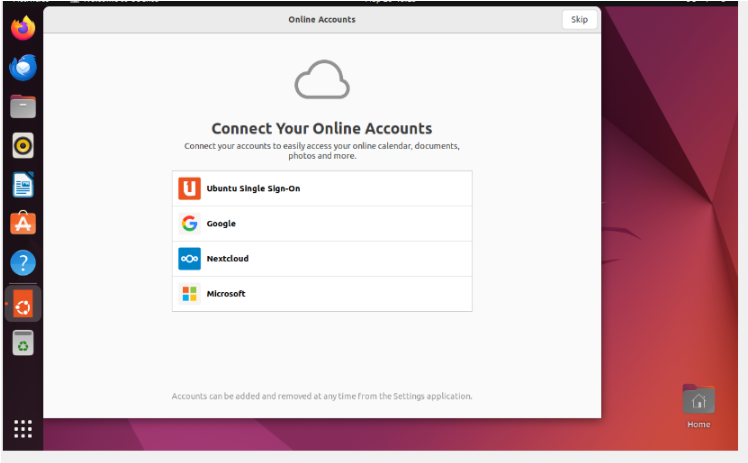 Online Accounts
Skip
Connect Your Online Accounts
Connect your accounts to easily access your online calendar, documents,
photos and more.
Ubuntu Single Sign-On
Google
Nextcloud
Microsoft
Accounts can be added and removed at any time from the Settings application.
Home